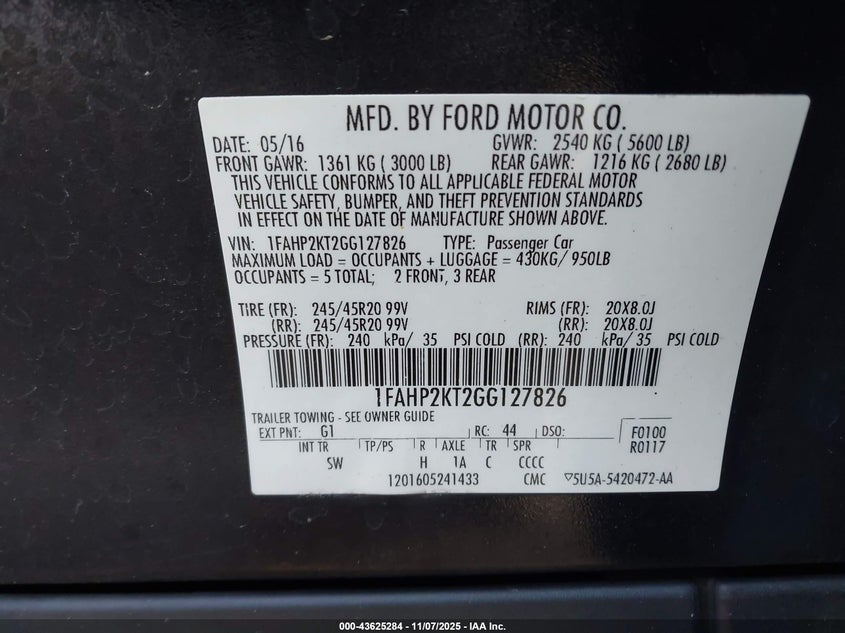 MFD. BY FORD MOTOR CO.
DATE: 05/16 GVWR: 2540 KG ( 5600 LB)
FRONT GAWR: 1361 KG ( 3000 LB) REAR GAWR: 1216 KG ( 2680 LB)
THIS VEHICLE CONFORMS TO ALL APPLICABLE FEDERAL MOTOR
VEHICLE SAFETY, BUMPER, AND THEFT PREVENTION STANDARDS
IN EFFECT ON THE DATE OF MANUFACTURE SHOWN ABOVE.
VIN: 1FAHP2KT2GG127826 TYPE: Passenger Car
MAXIMUM LOAD = OCCUPANTS + LUGGAGE = 430KG/ 950LB
OCCUPANTS = 5 TOTAL; 2 FRONT, 3 REAR
TIRE (FR): 245/45R20 99V RIMS (FR): 20X8.0J
(RR): 245/45R20 99V (RR): 20X8.0J
PRESSURE (FR): 240 kPa/ 35 PSI COLD (RR): 240 kPa/ 35 PSI COLD
1FAHP2KT2GG127826
TRAILER TOWING - SEE OWNER GUIDE
EXT PNT: G1 RC: 44 DSO: F0100
INT TR TP/PS R AXLE TR SPR R0117
SW H 1A C CCCC
1201605241433 CMC ▽5U5A-5420472-AA
000-43625284 - 11/07/2025 - IAA Inc.